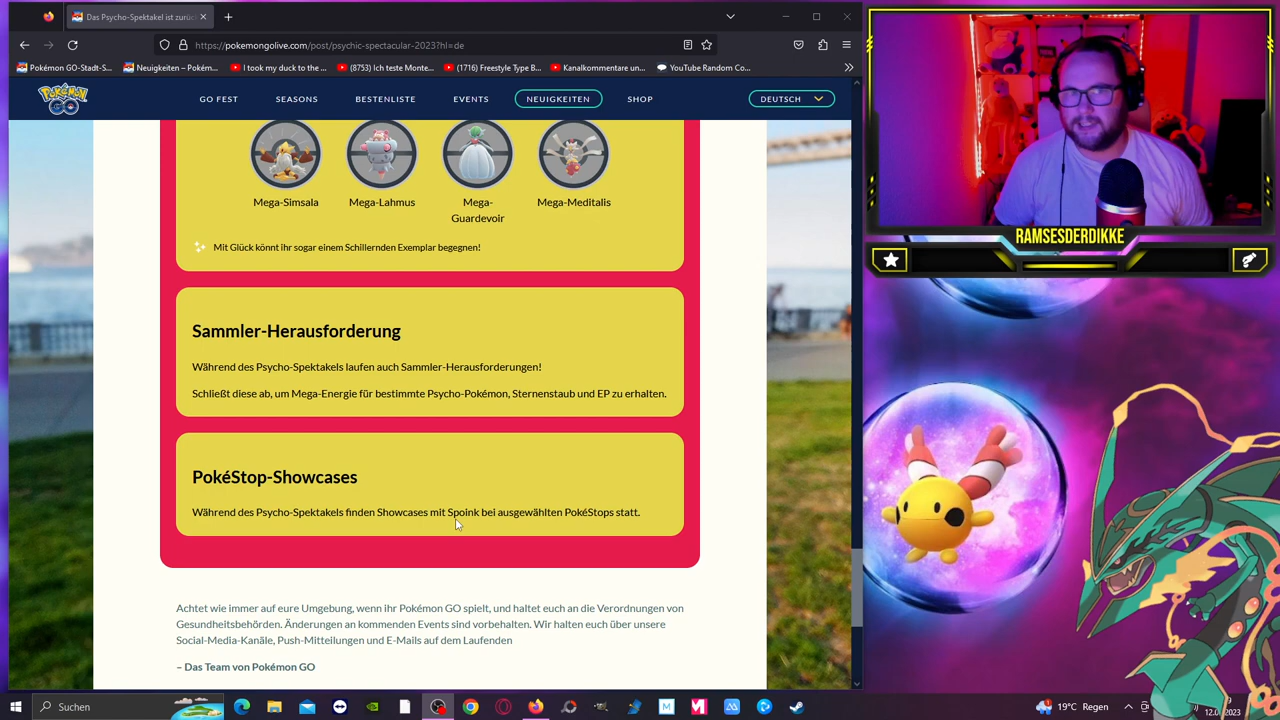 Das Psycho-Spektakel ist zurüc
https://pokemongolive.com/post/psychic-spectacular-2023?hl=de
Pokémon GO-Stadt-S...
Neuigkeiten – Pokém...
I took my duck to the ...
(8753) Ich teste Monte...
(1716) Freestyle Type B...
Kanalkommentare un...
YouTube Random Co...
POKÉMON GO
GO FEST
SEASONS
BESTENLISTE
EVENTS
NEUIGKEITEN
SHOP
DEUTSCH
Mega-Simsala
Mega-Lahmus
Mega-
Guardevoir
Mega-Meditalis
Mit Glück könnt ihr sogar einem Schillernden Exemplar begegnen!
Sammler-Herausforderung
Während des Psycho-Spektakels laufen auch Sammler-Herausforderungen!
Schließt diese ab, um Mega-Energie für bestimmte Psycho-Pokémon, Sternenstaub und EP zu erhalten.
PokéStop-Showcases
Während des Psycho-Spektakels finden Showcases mit Spoink bei ausgewählten PokéStops statt.
Achtet wie immer auf eure Umgebung, wenn ihr Pokémon GO spielt, und haltet euch an die Verordnungen von
Gesundheitsbehörden. Änderungen an kommenden Events sind vorbehalten. Wir halten euch über unsere
Social-Media-Kanäle, Push-Mitteilungen und E-Mails auf dem Laufenden
– Das Team von Pokémon GO
RAMSESDERDIKKE
Suchen
19°C Regen